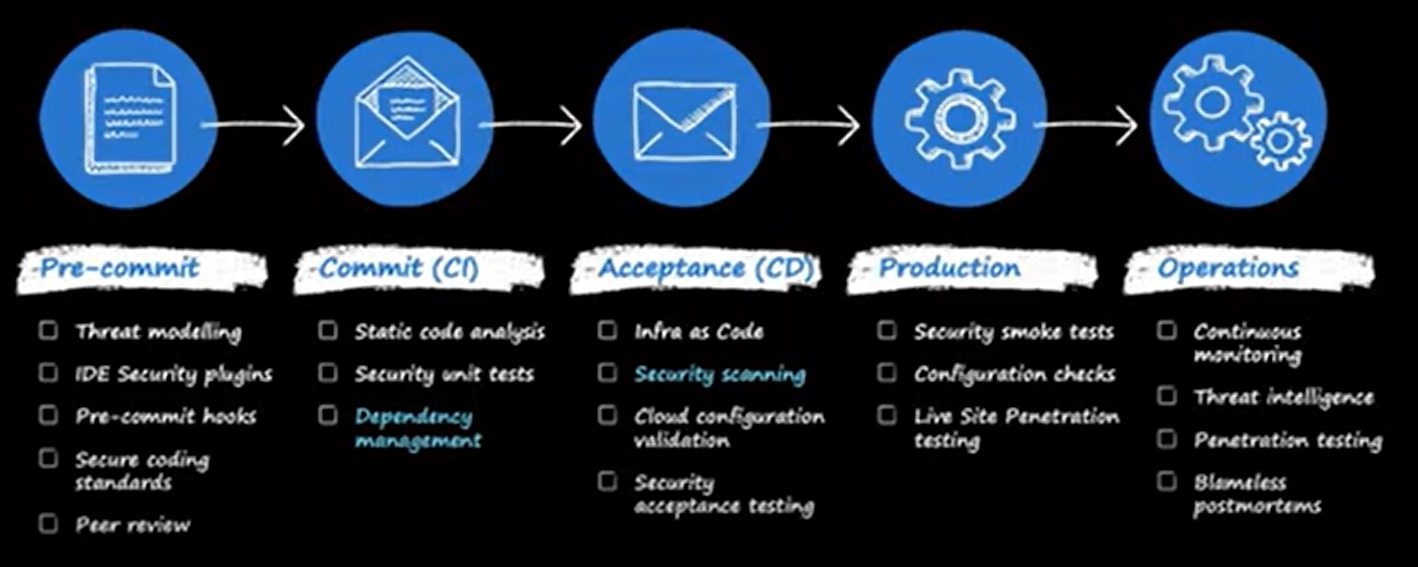 Pre-commit
Threat modelling
IDE Security plugins
Pre-commit hooks
Secure coding
standards
Peer review
Commit (CI)
Static code analysis
Security unit tests
Dependency
management
Acceptance (CD)
Infra as Code
Security scanning
Cloud configuration
validation
Security
acceptance testing
Production
Security smoke tests
Configuration checks
Live Site Penetration
testing
Operations
Continuous
monitoring
Threat intelligence
Penetration testing
Blameless
postmortems